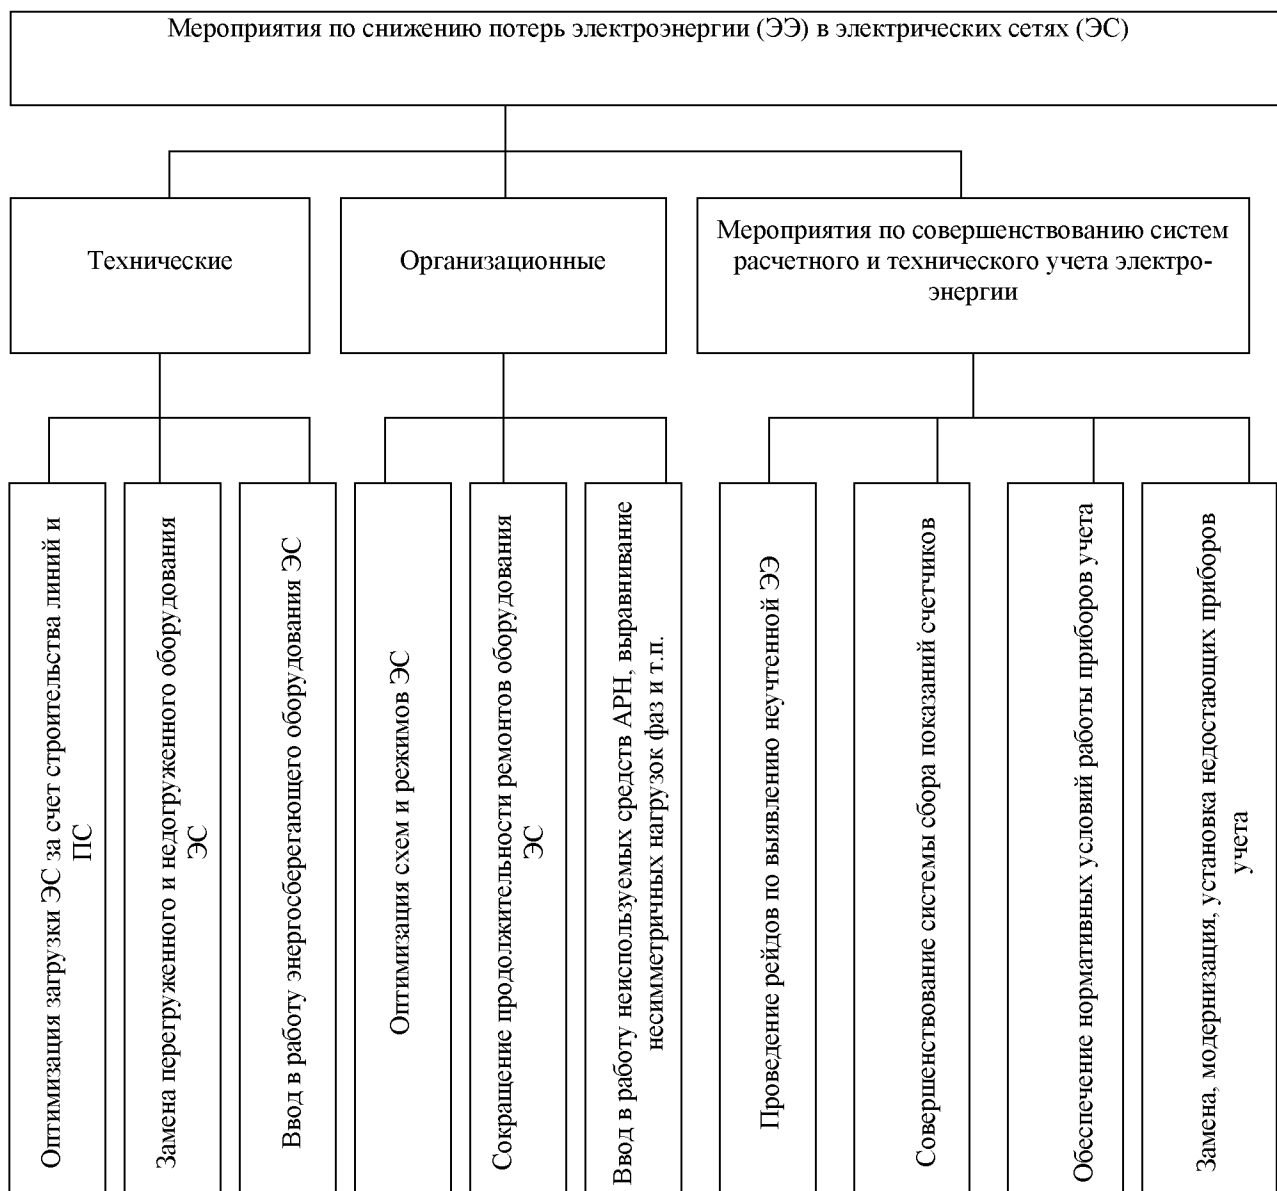 Мероприятия по снижению потерь электроэнергии (ЭЭ) в электрических сетях (ЭС)
Технические
Организационные
Мероприятия по совершенствованию систем
расчетного и технического учета электро-
энергии
Оптимизация загрузки ЭС за счет строительства линий и
ПС
Замена перегруженного и недогруженного оборудования
ЭС
Ввод в работу энергосберегающего оборудования ЭС
Оптимизация схем и режимов ЭС
Сокращение продолжительности ремонтов оборудования
ЭС
Ввод в работу неиспользуемых средств АРН, выравнивание
несимметричных нагрузок фаз и т.п.
Проведение рейдов по выявлению неучтенной ЭЭ
Совершенствование системы сбора показаний счетчиков
Обеспечение нормативных условий работы приборов учета
Замена, модернизация, установка недостающих приборов
учета